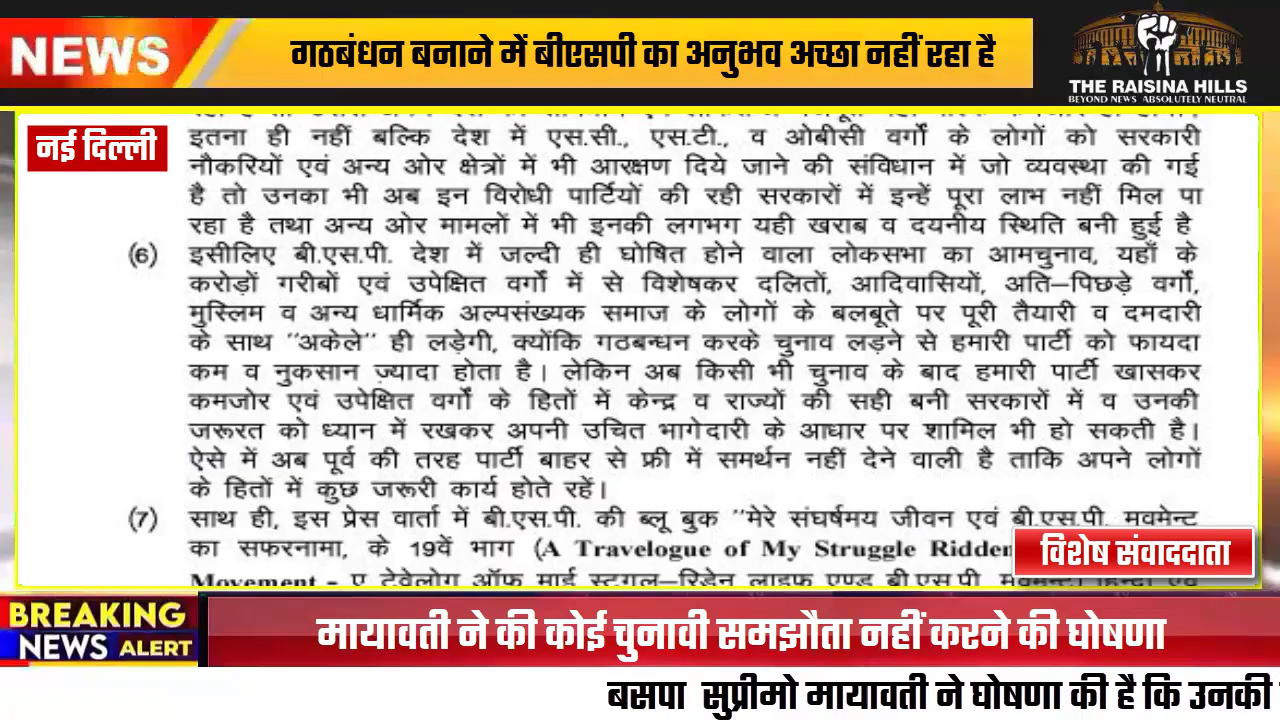 NEWS
गठबंधन बनाने में बीएसपी का अनुभव अच्छा नहीं रहा है
THE RAISINA HILLS
BEYOND NEWS ABSOLUTELY NEUTRAL
नई दिल्ली
इतना ही नहीं बल्कि देश में एस.सी., एस.टी., व ओबीसी वर्गों के लोगों को सरकारी
नौकरियों एवं अन्य ओर क्षेत्रों में भी आरक्षण दिये जाने की संविधान में जो व्यवस्था की गई
है तो उनका भी अब इन विरोधी पार्टियों की रही सरकारों में इन्हें पूरा लाभ नहीं मिल पा
रहा है तथा अन्य ओर मामलों में भी इनकी लगभग यही खराब व दयनीय स्थिति बनी हुई है
(6) इसीलिए बी.एस.पी. देश में जल्दी ही घोषित होने वाला लोकसभा का आमचुनाव, यहाँ के
करोड़ों गरीबों एवं उपेक्षित वर्गों में से विशेषकर दलितों, आदिवासियों, अति–पिछड़े वर्गो,
मुस्लिम व अन्य धार्मिक अल्पसंख्यक समाज के लोगों के बलबूते पर पूरी तैयारी व दमदारी
के साथ "अकेले" ही लड़ेगी, क्योंकि गठबन्धन करके चुनाव लड़ने से हमारी पार्टी को फायदा
कम व नुकसान ज़्यादा होता है। लेकिन अब किसी भी चुनाव के बाद हमारी पार्टी खासकर
कमजोर एवं उपेक्षित वर्गों के हितों में केन्द्र व राज्यों की सही बनी सरकारों में व उनकी
जरूरत को ध्यान में रखकर अपनी उचित भागेदारी के आधार पर शामिल भी हो सकती है।
ऐसे में अब पूर्व की तरह पार्टी बाहर से फ्री में समर्थन नहीं देने वाली है ताकि अपने लोगों
के हितों में कुछ जरूरी कार्य होते रहें।
(7) साथ ही, इस प्रेस वार्ता में बी.एस.पी. की ब्लू बुक "मेरे संघर्षमय जीवन एवं बी.एस.पी. मूवमेन्ट
का सफरनामा, के 19वें भाग (A Travelogue of My Struggle Ridden
विशेष संवाददाता
Movement - ए ट्रेवेलोग ऑफ माई स्ट्रगल–रिडेन लाइफ एण्ड बी.एस.पी.
BREAKING
NEWS ALERT
मायावती ने की कोई चुनावी समझौता नहीं करने की घोषणा
बसपा सुप्रीमो मायावती ने घोषणा की है कि उनकी